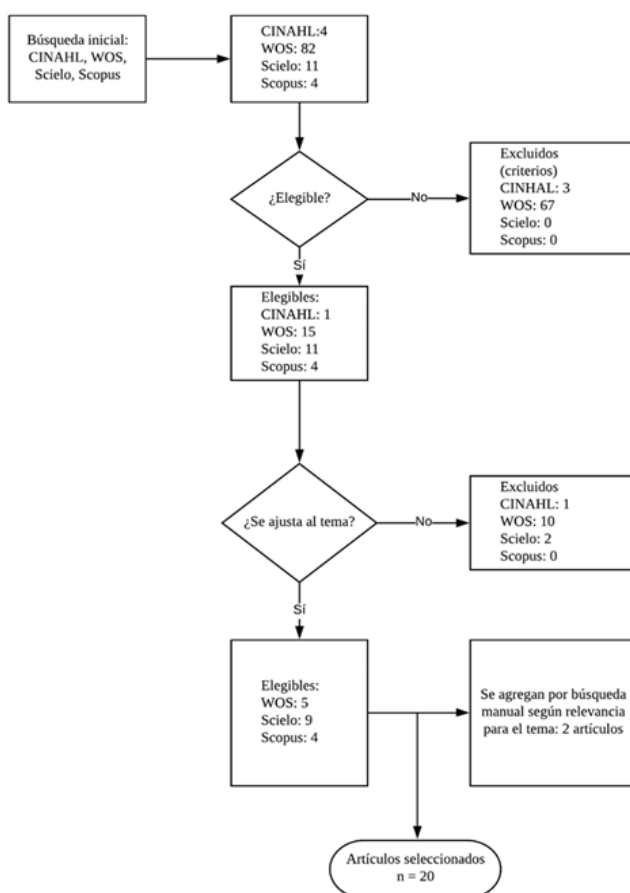 Búsqueda inicial:
CINAHL, WOS,
Scielo, Scopus
CINAHL:4
WOS: 82
Scielo: 11
Scopus: 4
¿Elegible?
No
Excluidos
(criterios)
CINHAL: 3
WOS: 67
Scielo: 0
Scopus: 0
Sí
Elegibles:
CINAHL: 1
WOS: 15
Scielo: 11
Scopus: 4
¿Se ajusta al tema?
No
Excluidos
CINAHL: 1
WOS: 10
Scielo: 2
Scopus: 0
Sí
Elegibles:
WOS: 5
Scielo: 9
Scopus: 4
Se agregan por búsqueda
manual según relevancia
para el tema: 2 artículos
Artículos seleccionados
n = 20